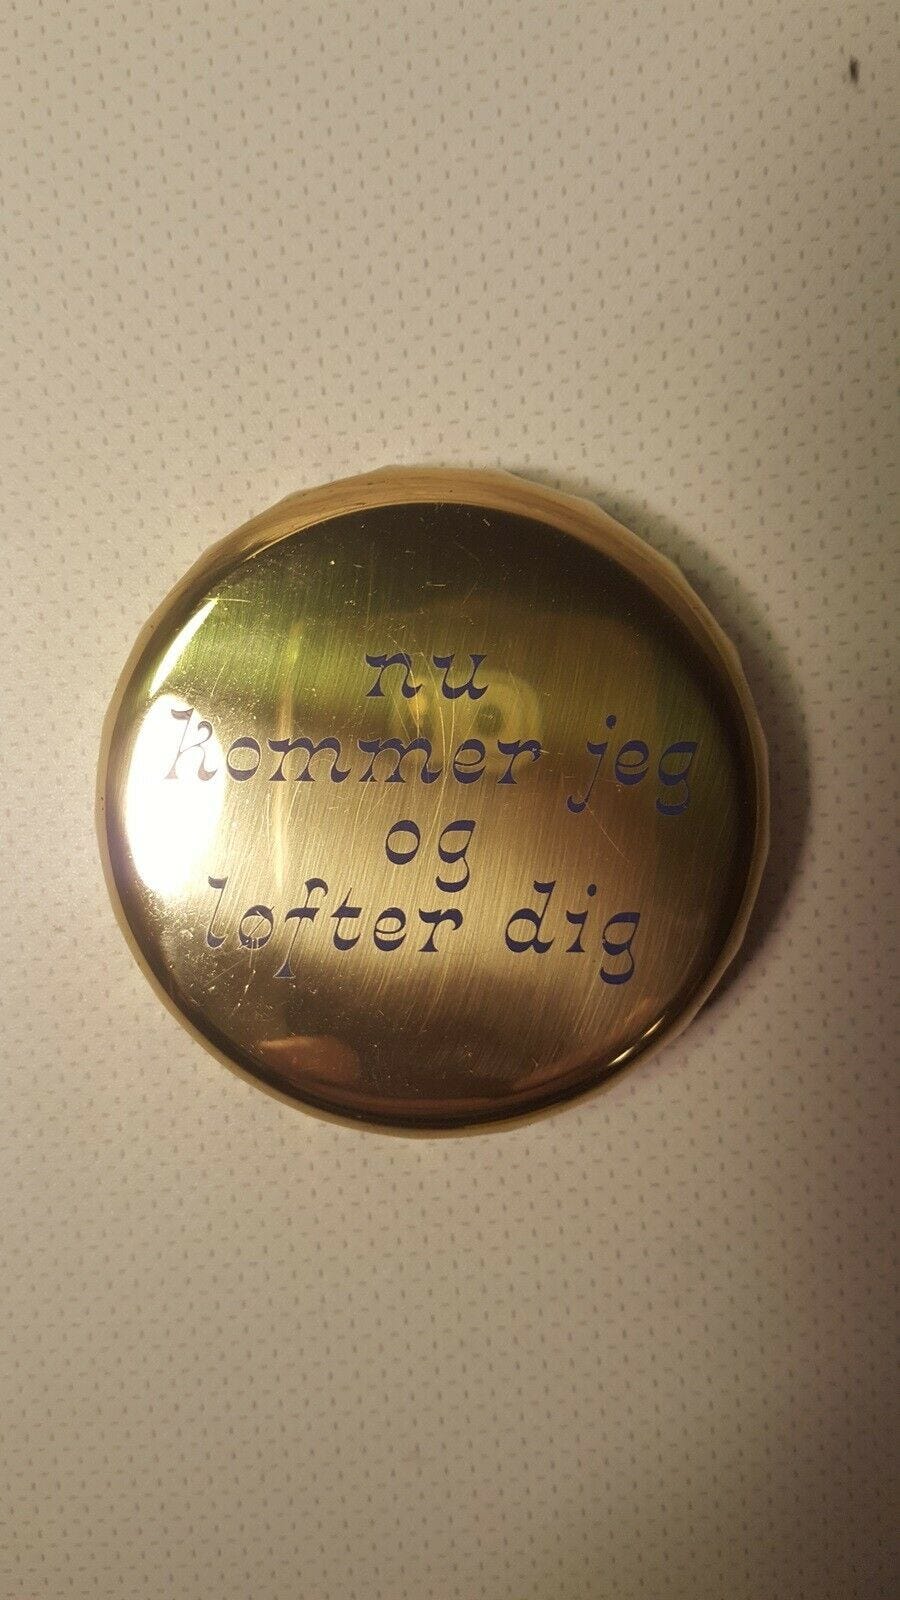 nu
kommer jeg
og
løfter dig